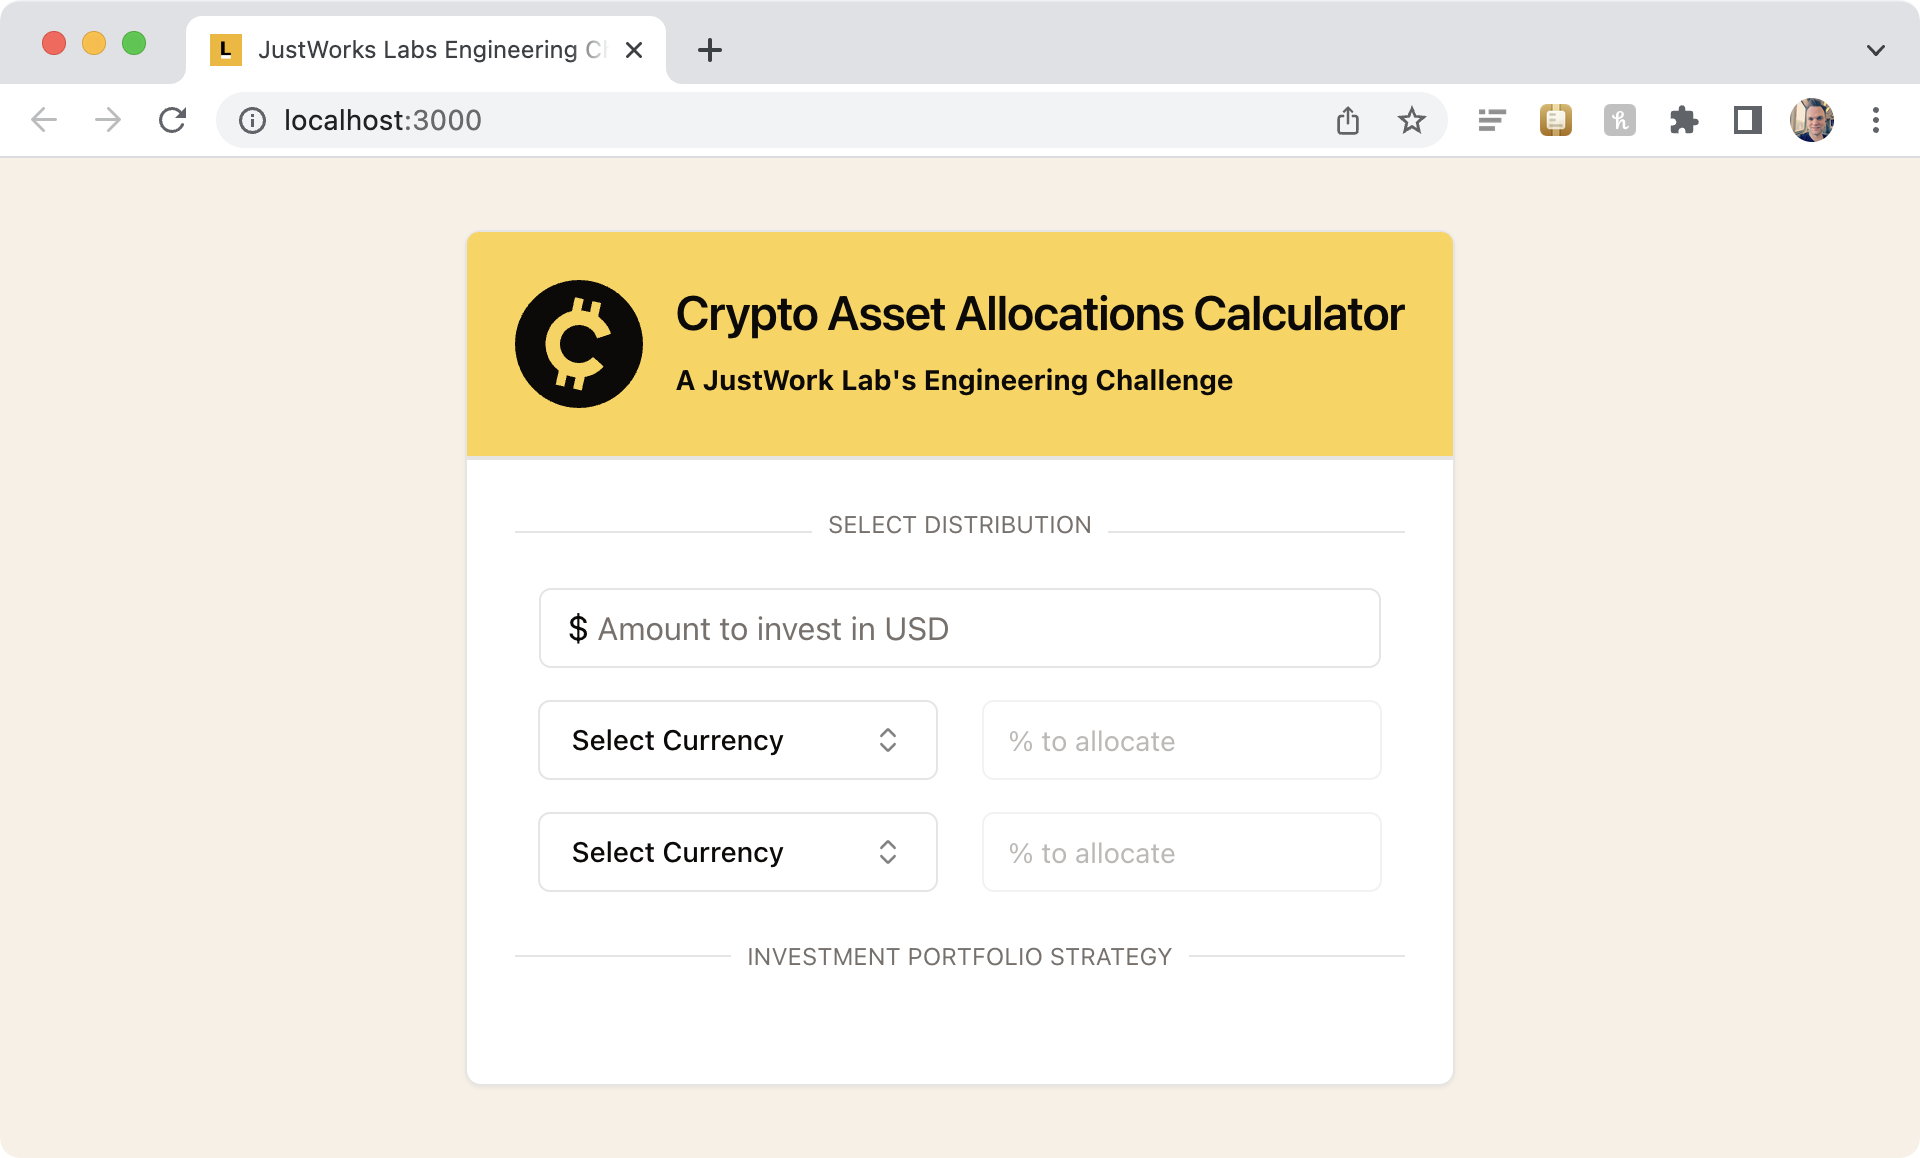 L JustWorks Labs Engineering Ch
localhost:3000
Crypto Asset Allocations Calculator
A JustWork Lab's Engineering Challenge
SELECT DISTRIBUTION
$ Amount to invest in USD
Select Currency
% to allocate
Select Currency
% to allocate
INVESTMENT PORTFOLIO STRATEGY